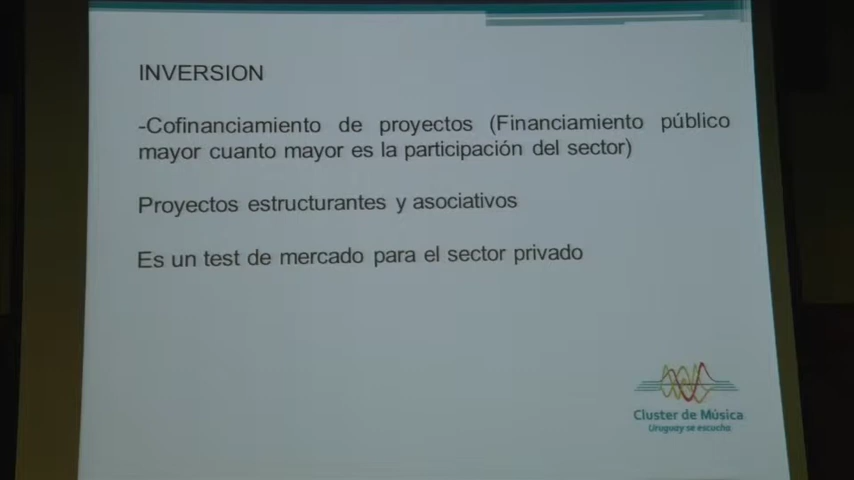 INVERSION
-Cofinanciamiento de proyectos (Financiamiento público
mayor cuanto mayor es la participación del sector)
Proyectos estructurantes y asociativos
Es un test de mercado para el sector privado
Cluster de Música
Uruguay se escucha